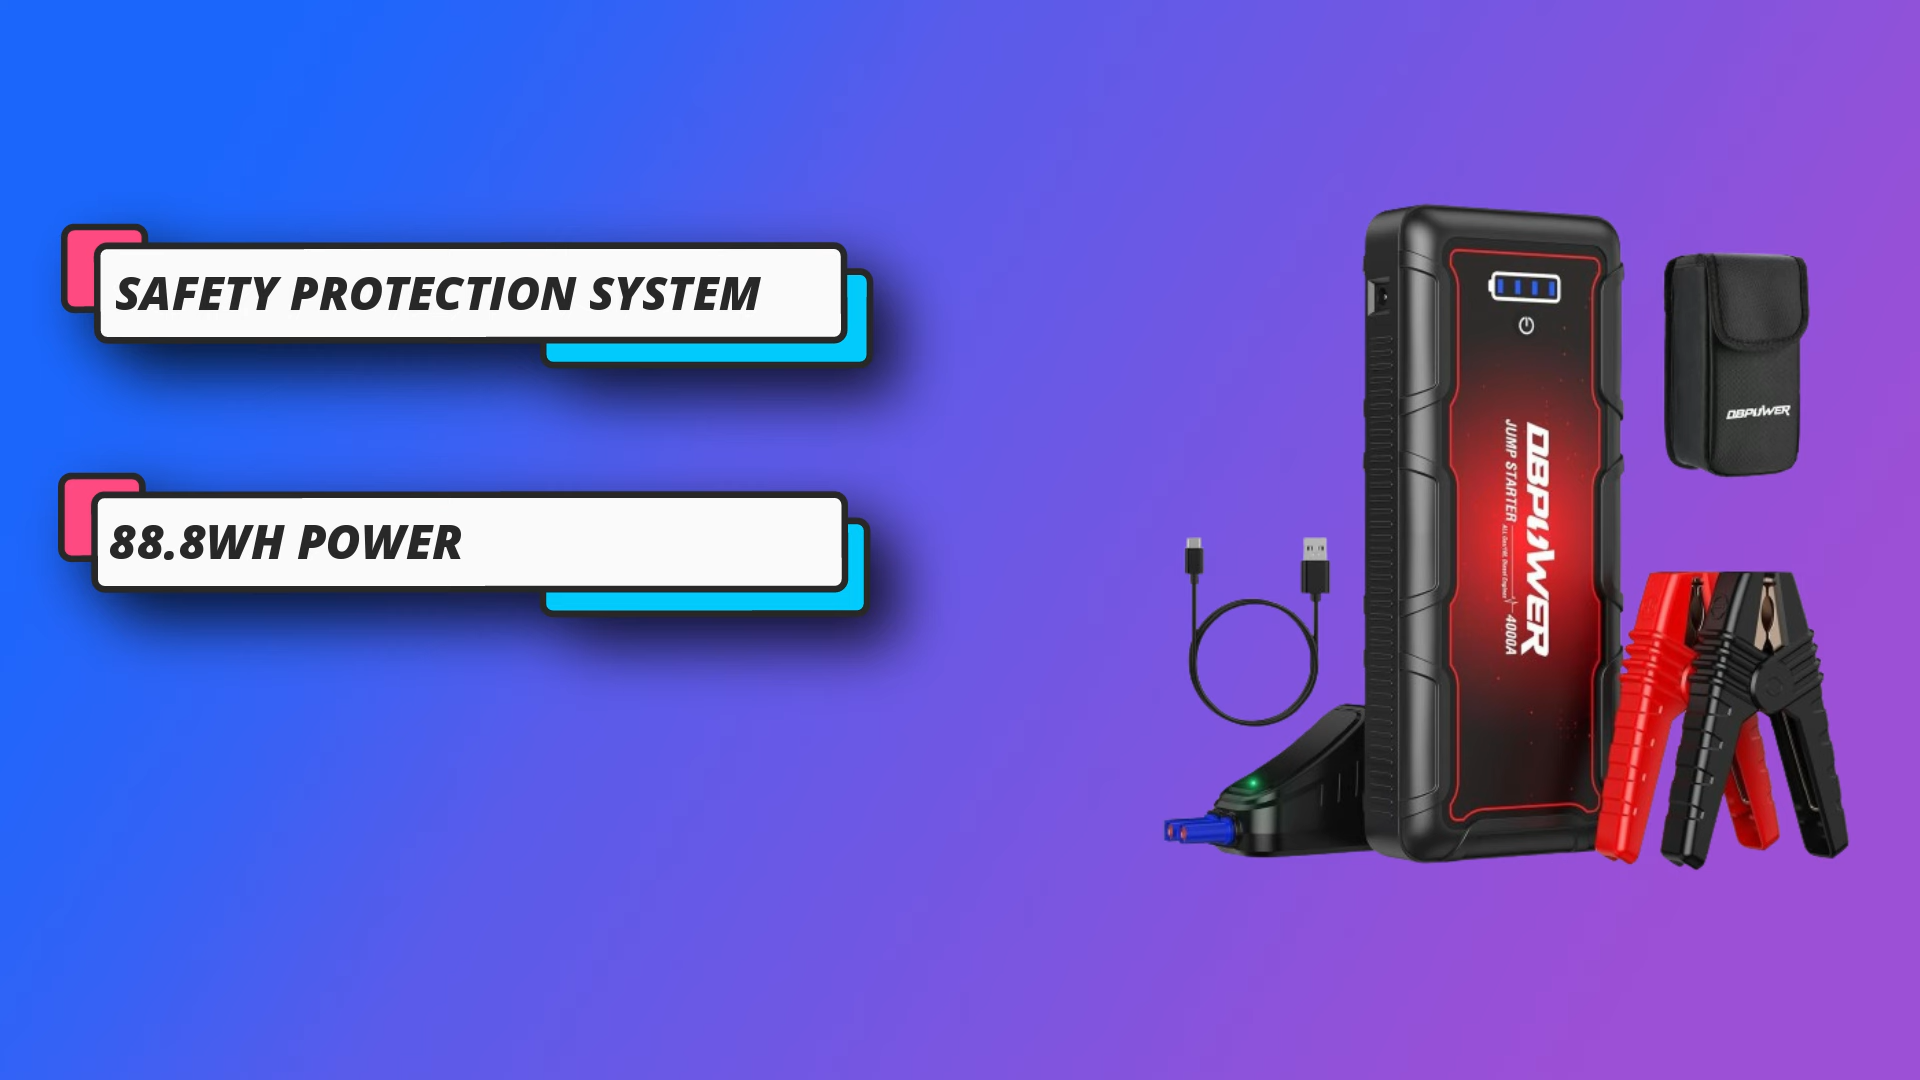 SAFETY PROTECTION SYSTEM
88.8WH POWER
DBPOWER
JUMP STARTER
4000A
DBPOWER